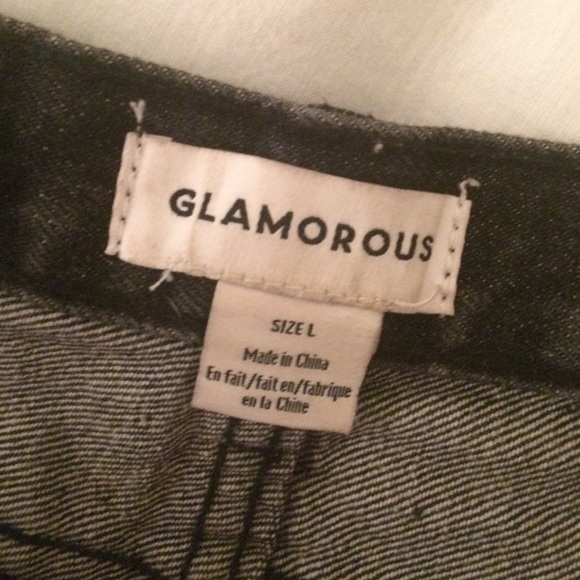 GLAMOROUS
SIZE L
Made in China
En fait/fait en/fabrique
en la Chine